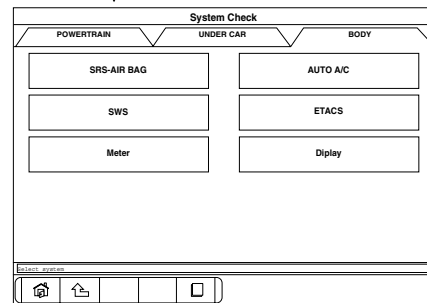 System Check
POWERTRAIN UNDER CAR BODY
SRS-AIR BAG AUTO A/C
SWS ETACS
Meter Diplay
Select system